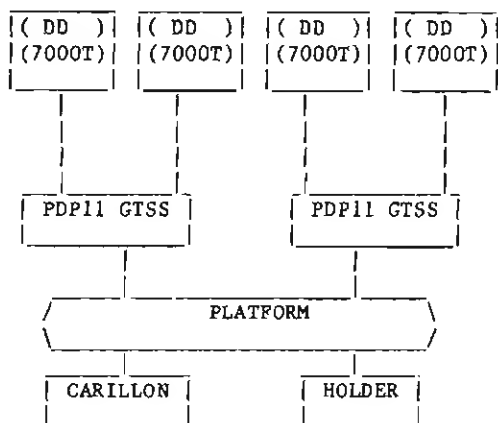 ( DD ) ( DD ) ( DD ) ( DD )
(7000T) (7000T) (7000T) (7000T)
PDP11 GTSS PDP11 GTSS
PLATFORM
CARILLON HOLDER